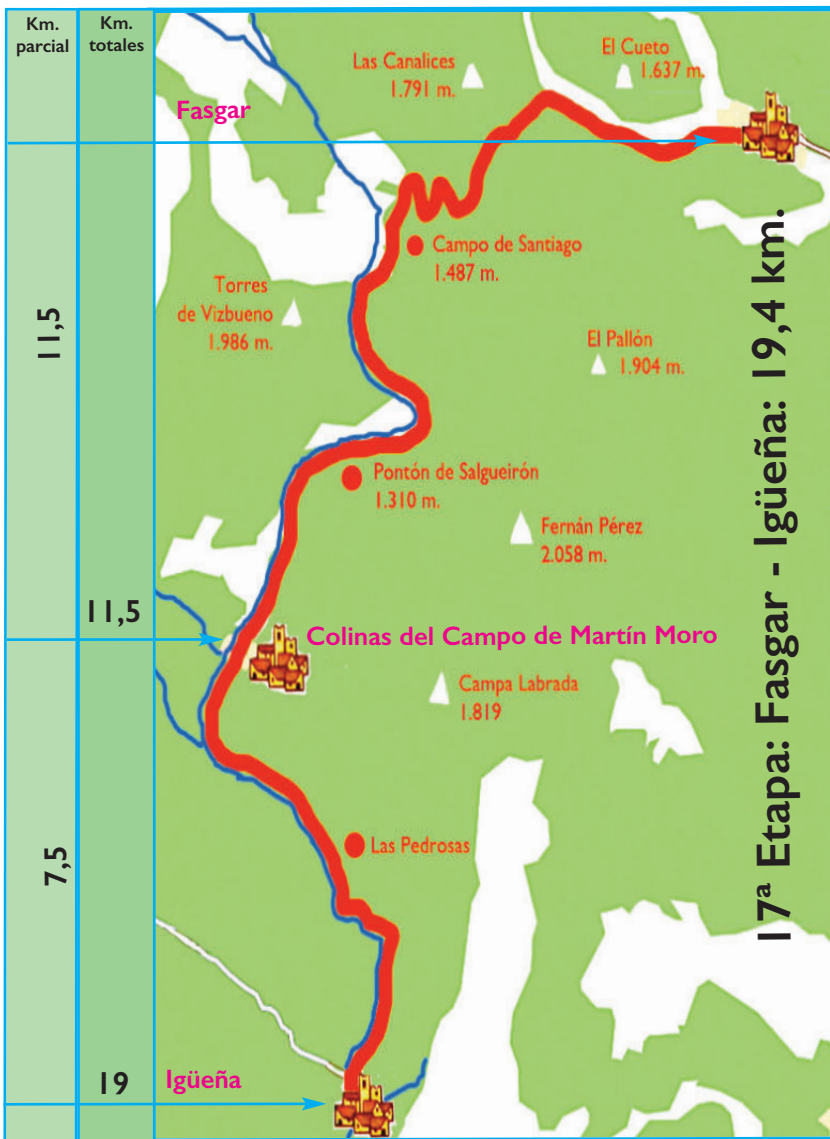 Km.
parcial
Km.
totales
Las Canalices
1.791 m.
El Cueto
1.637 m.
Fasgar
Campo de Santiago
1.487 m.
Torres
de Vizbueno
1.986 m.
11,5
El Pallón
1.904 m.
Pontón de Salgueirón
1.310 m.
Fernán Pérez
2.058 m.
11,5
Colinas del Campo de Martín Moro
Campa Labrada
1.819
7,5
Las Pedrosas
19
Igüeña
17ª Etapa: Fasgar - Igüeña: 19,4 km.